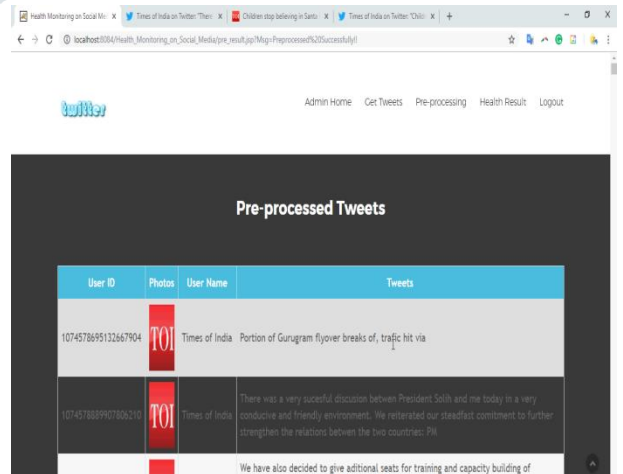 Health Monitoring on Social Me
Times of India on Twitter: "Ther
Children stop believing in Santa
Times of India on Twitter: "Child
localhost:8084/Health_Monitoring_on_Social_Media/pre_result.jsp?Msg=Preprocessed%20Successfully!!
twitter
Admin Home Get Tweets Pre-processing Health Result Logout
Pre-processed Tweets
User ID Photos User Name Tweets
1074578695132667904 TOI Times of India Portion of Gurugram flyover breaks of, trafic hit via
There was a very sucesful discusion betwen President Solih and me today in a very
1074578889907806210 TOI Times of India conducive and friendly environment. We reiterated our steadfast comitment to further
strengthen the relations betwen the two countries: PM
We have also decided to give aditional seats for training and capacity building of